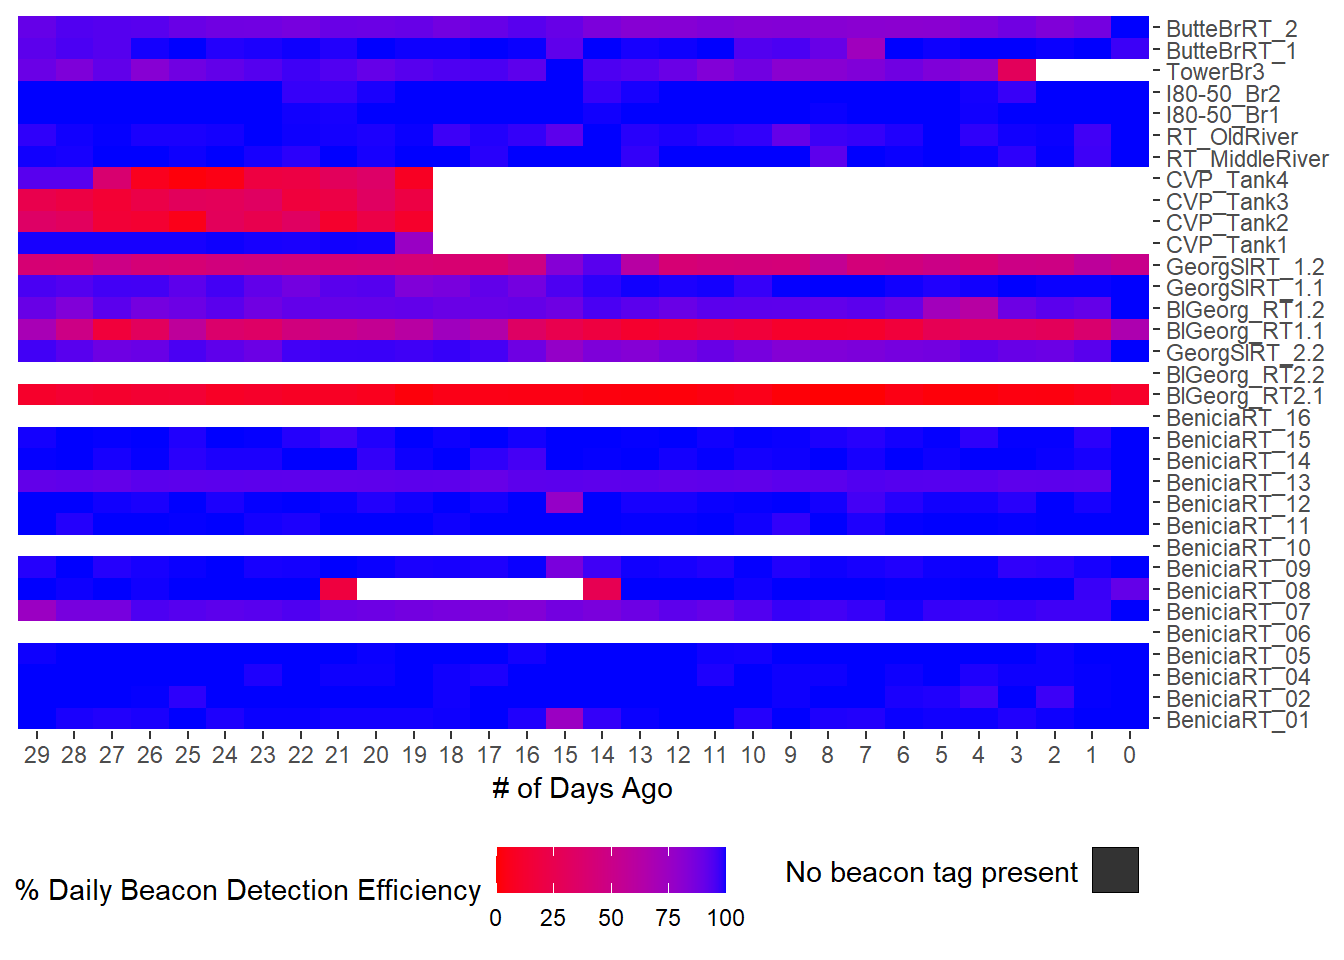 ButteBrRT_2
ButteBrRT_1
TowerBr3
I80-50_Br2
I80-50_Br1
RT_OldRiver
RT_MiddleRiver
CVP_Tank4
CVP_Tank3
CVP_Tank2
CVP_Tank1
GeorgSlRT_1.2
GeorgSlRT_1.1
BlGeorg_RT1.2
BlGeorg_RT1.1
GeorgSlRT_2.2
BlGeorg_RT2.2
BlGeorg_RT2.1
BeniciaRT_16
BeniciaRT_15
BeniciaRT_14
BeniciaRT_13
BeniciaRT_12
BeniciaRT_11
BeniciaRT_10
BeniciaRT_09
BeniciaRT_08
BeniciaRT_07
BeniciaRT_06
BeniciaRT_05
BeniciaRT_04
BeniciaRT_02
BeniciaRT_01
29 28 27 26 25 24 23 22 21 20 19 18 17 16 15 14 13 12 11 10 9 8 7 6 5 4 3 2 1 0
# of Days Ago
% Daily Beacon Detection Efficiency
0 25 50 75 100
No beacon tag present